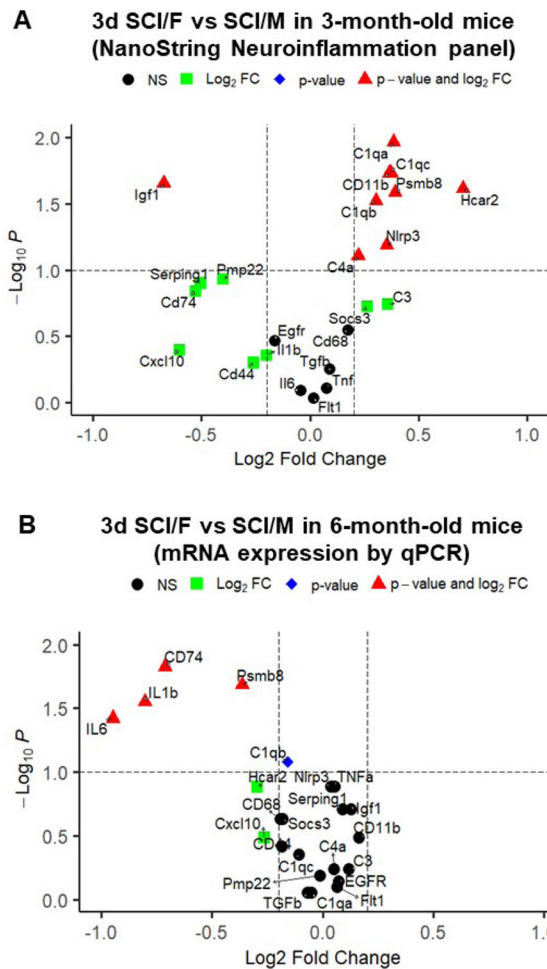 A
3d SCI/F vs SCI/M in 3-month-old mice
(NanoString Neuroinflammation panel)
NS Log₂ FC p-value p – value and log₂ FC
2.0
1.5
1.0
0.5
0.0
−Log₁₀ P
C1qa
C1qc
CD11b Psmb8
Igf1
Hcar2
C1qb
Nlrp3
C4a
Serping1 Pmp22
Cd74
C3
Socs3
Egfr
Cd68
Cxcl10
Il1b
Cd44
Tgfb
Il6
Tnf
Flt1
-1.0 -0.5 0.0 0.5 1.0
Log2 Fold Change
B
3d SCI/F vs SCI/M in 6-month-old mice
(mRNA expression by qPCR)
NS Log₂ FC p-value p – value and log₂ FC
2.0
1.5
1.0
0.5
0.0
−Log₁₀ P
CD74
Psmb8
IL1b
IL6
C1qb
Hcar2 Nlrp3 TNFa
CD68 Serping1 Igf1
Cxcl10 Socs3 CD11b
C4a
C1qc C3
Pmp22 EGFR
TGFb C1qa Flt1
-1.0 -0.5 0.0 0.5 1.0
Log2 Fold Change